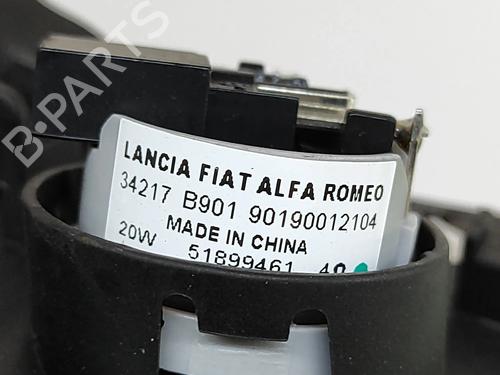 B-PARTS
LANCIA FIAT ALFA ROMEO
34217 B901 90190012104
20W MADE IN CHINA
51899461